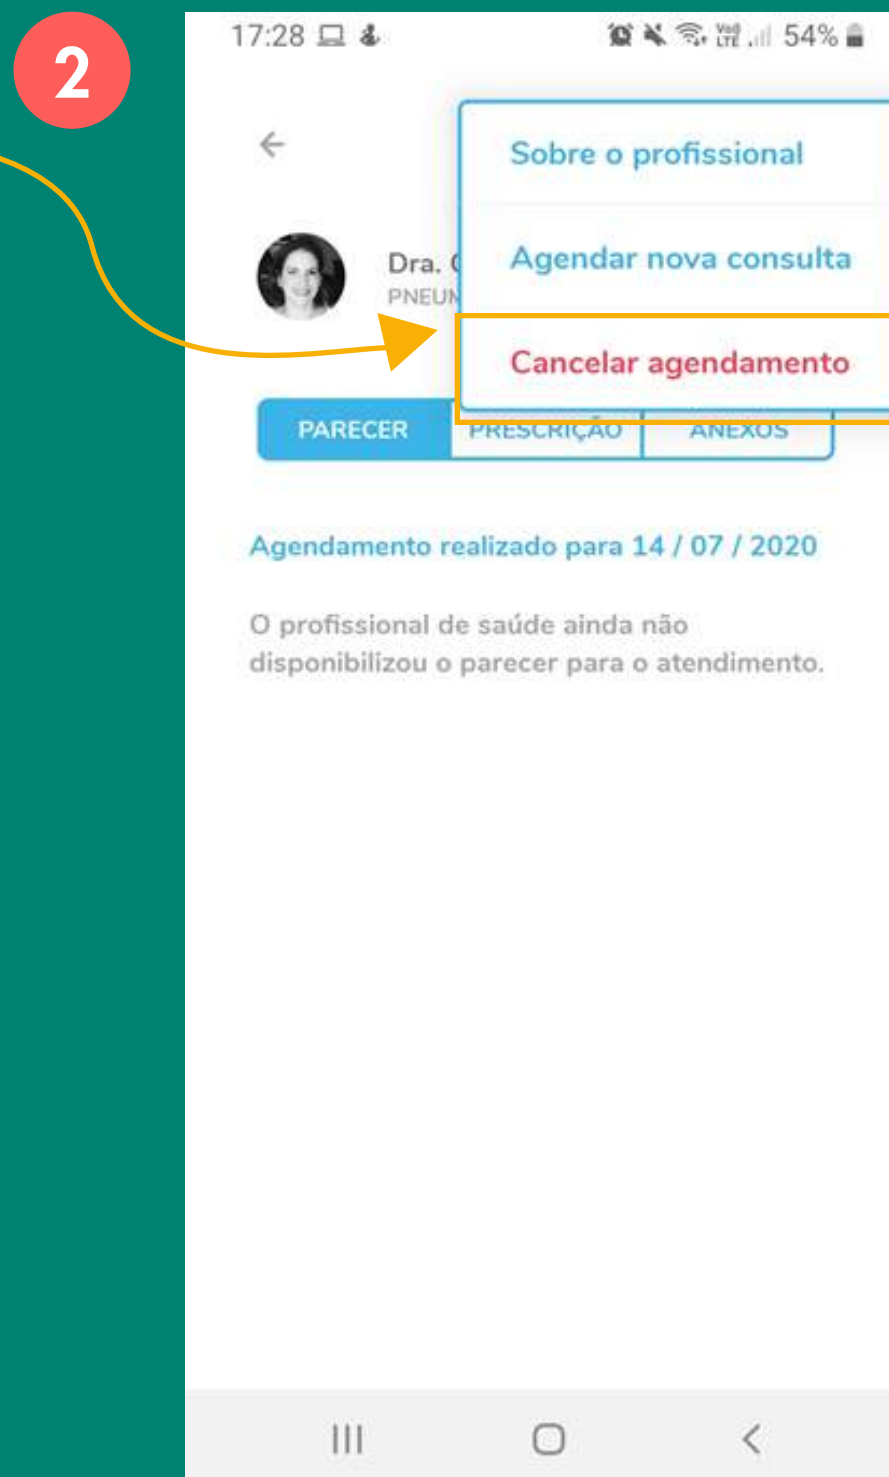 2
17:28 54%
Sobre o profissional
Dra.
Agendar nova consulta
Cancelar agendamento
PARECER PRESCRIÇÃO ANEXOS
Agendamento realizado para 14 / 07 / 2020
O profissional de saúde ainda não
disponibilizou o parecer para o atendimento.